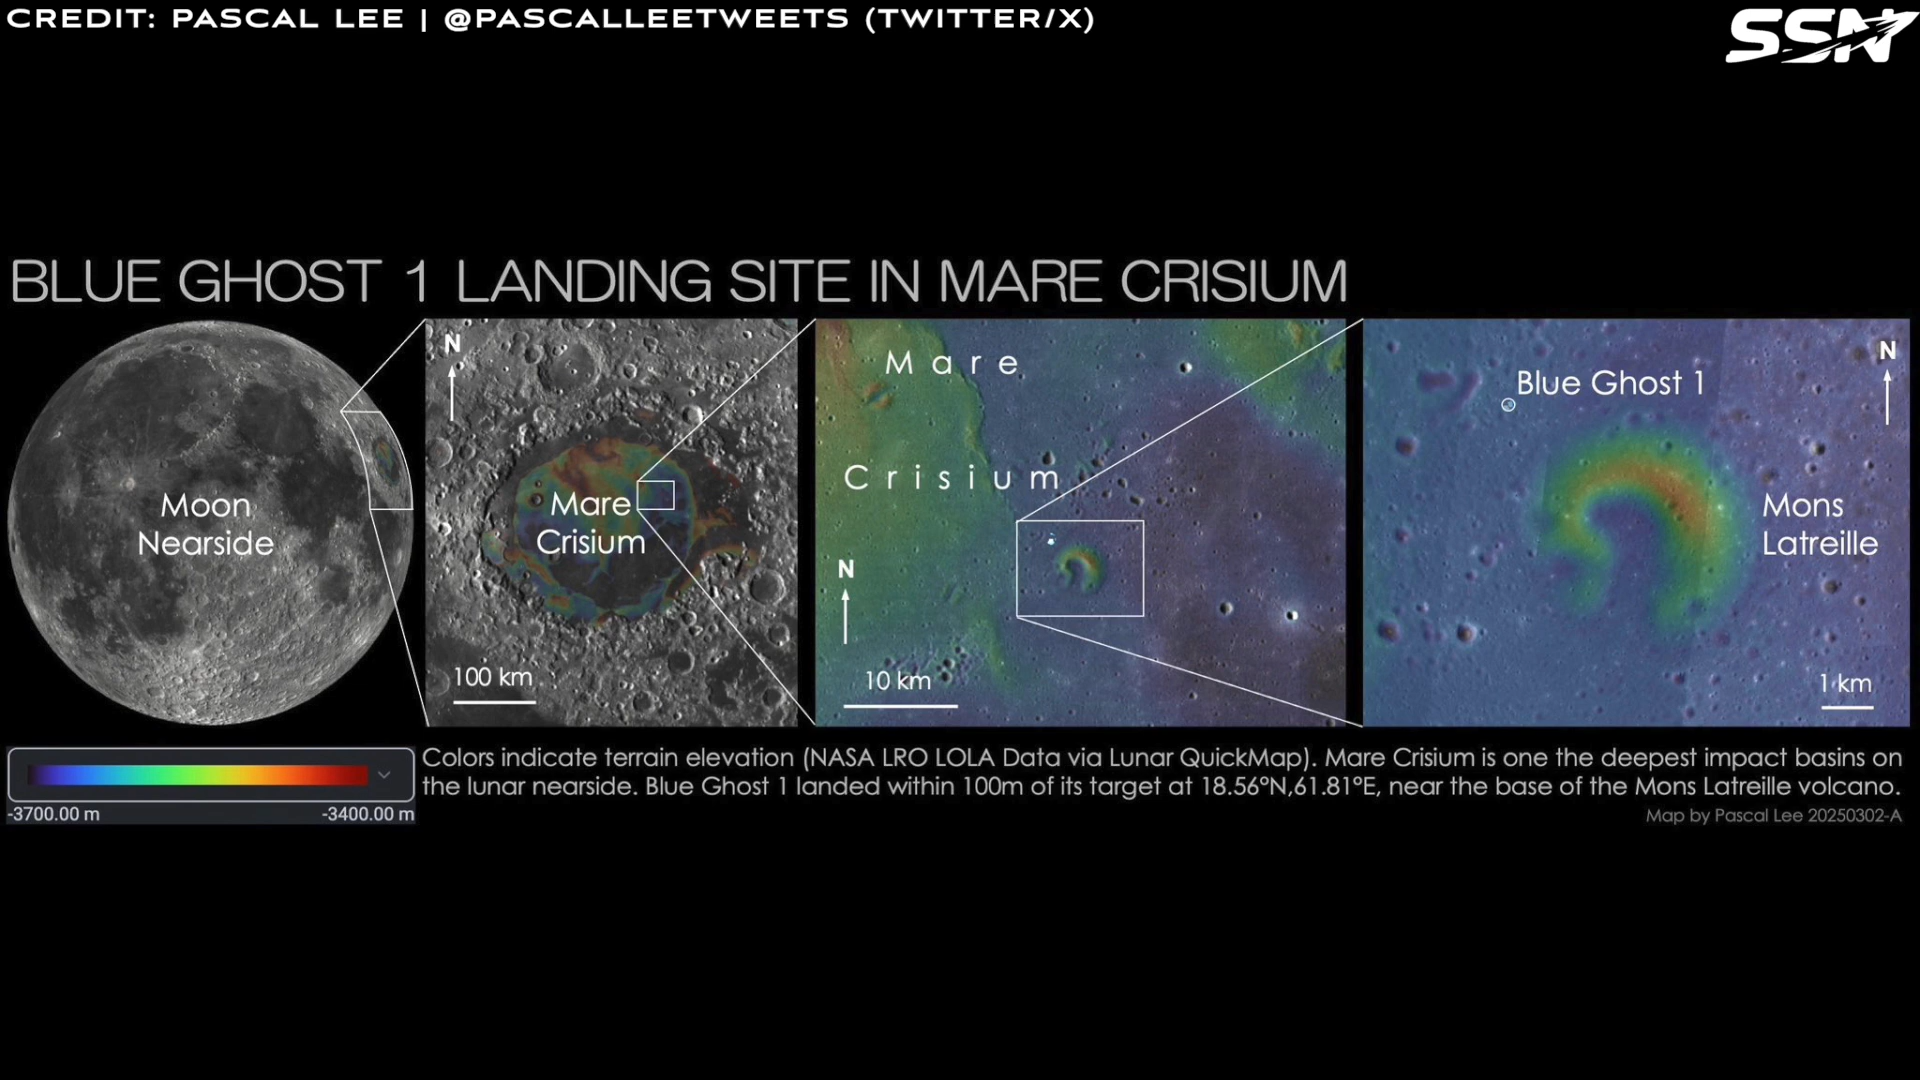 CREDIT: PASCAL LEE | @PASCALLEETWEETS (TWITTER/X)
SSN
BLUE GHOST 1 LANDING SITE IN MARE CRISIUM
Moon
Nearside
N
Mare
Crisium
100 km
Mare
Crisium
N
10 km
N
Blue Ghost 1
Mons
Latreille
1 km
-3700.00 m
-3400.00 m
Colors indicate terrain elevation (NASA LRO LOLA Data via Lunar QuickMap). Mare Crisium is one the deepest impact basins on
the lunar nearside. Blue Ghost 1 landed within 100m of its target at 18.56°N,61.81°E, near the base of the Mons Latreille volcano.
Map by Pascal Lee 20250302-A